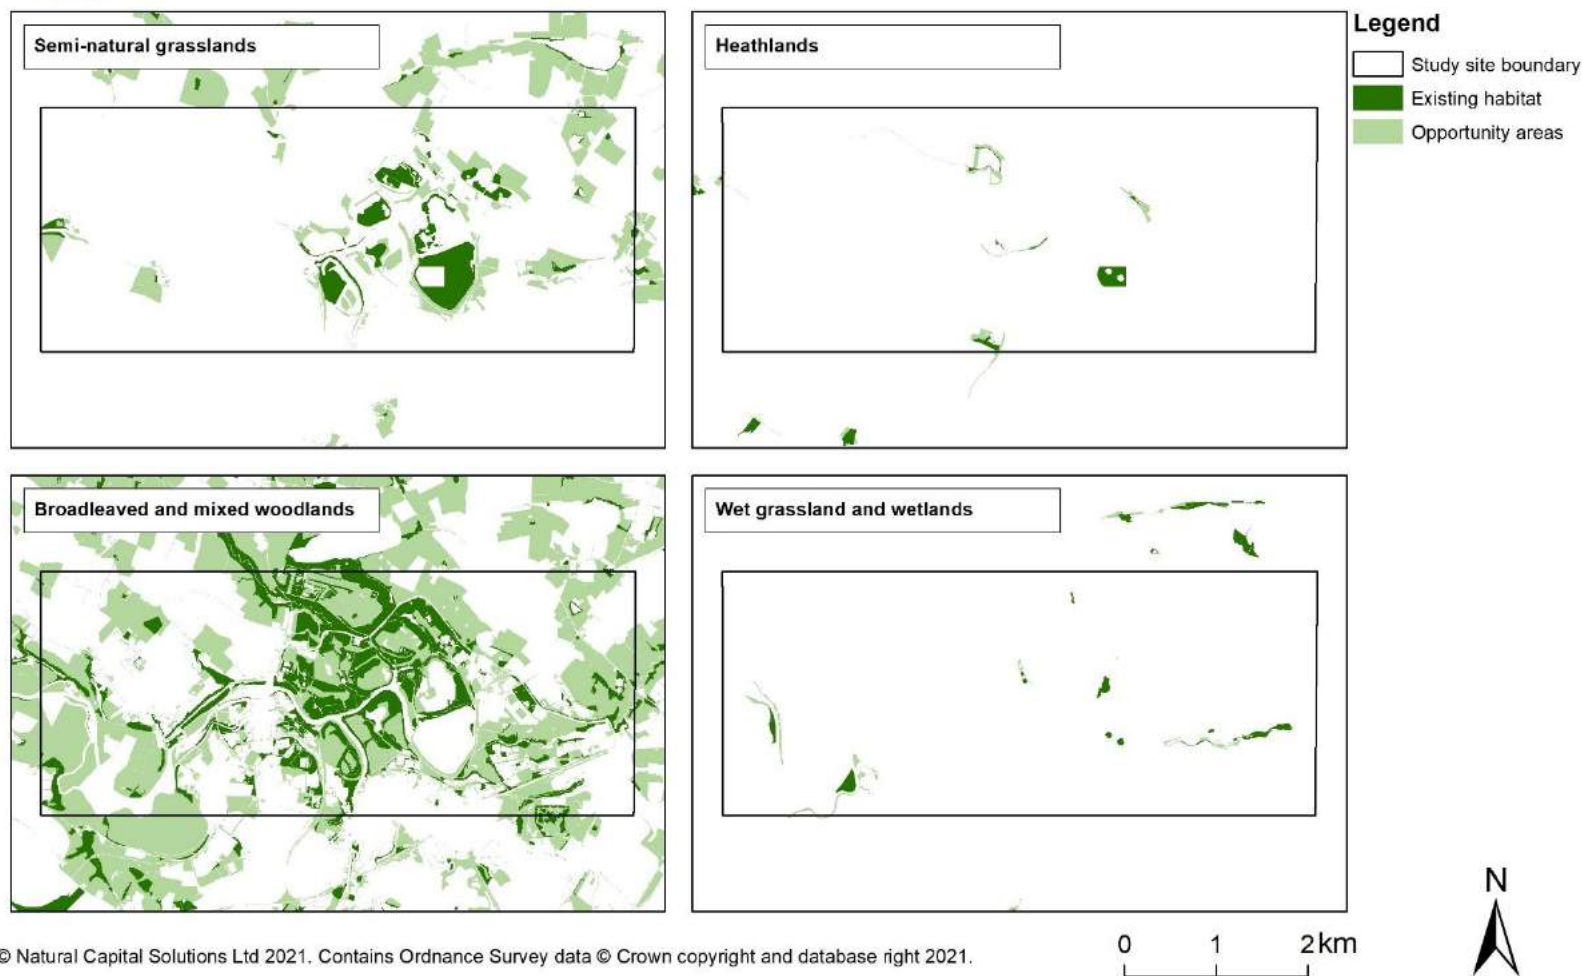 Semi-natural grasslands
Heathlands
Legend
Study site boundary
Existing habitat
Opportunity areas
Broadleaved and mixed woodlands
Wet grassland and wetlands
© Natural Capital Solutions Ltd 2021. Contains Ordnance Survey data © Crown copyright and database right 2021.
0 1 2 km
N